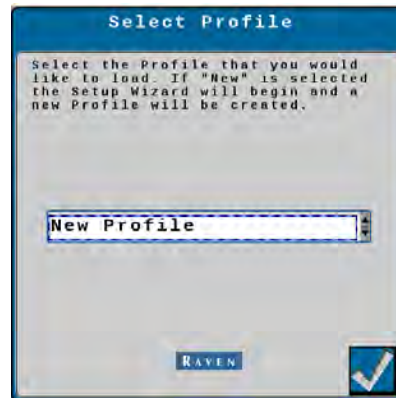 Select Profile
Select the Profile that you would
like to load. If "New" is selected
the Setup Wizard will begin and a
new Profile will be created.
New Profile
RAVEN